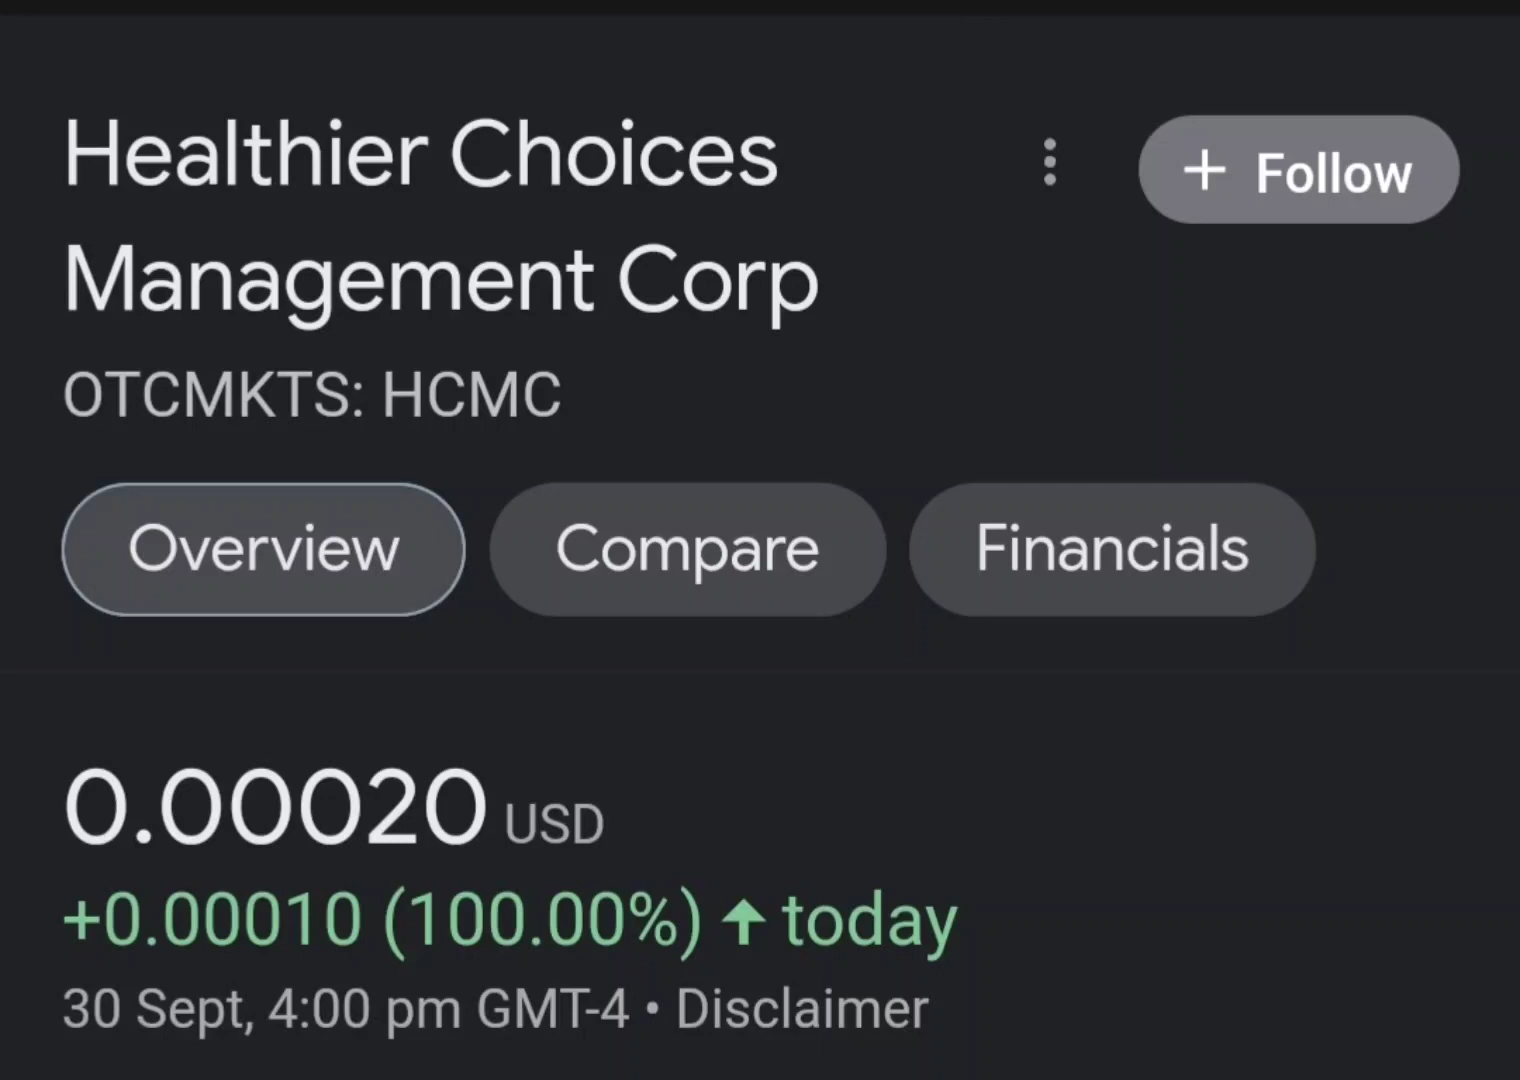 Healthier Choices
Management Corp
+ Follow
OTCMKTS: HCMC
Overview
Compare
Financials
0.00020 USD
+0.00010 (100.00%) ↑ today
30 Sept, 4:00 pm GMT-4 • Disclaimer